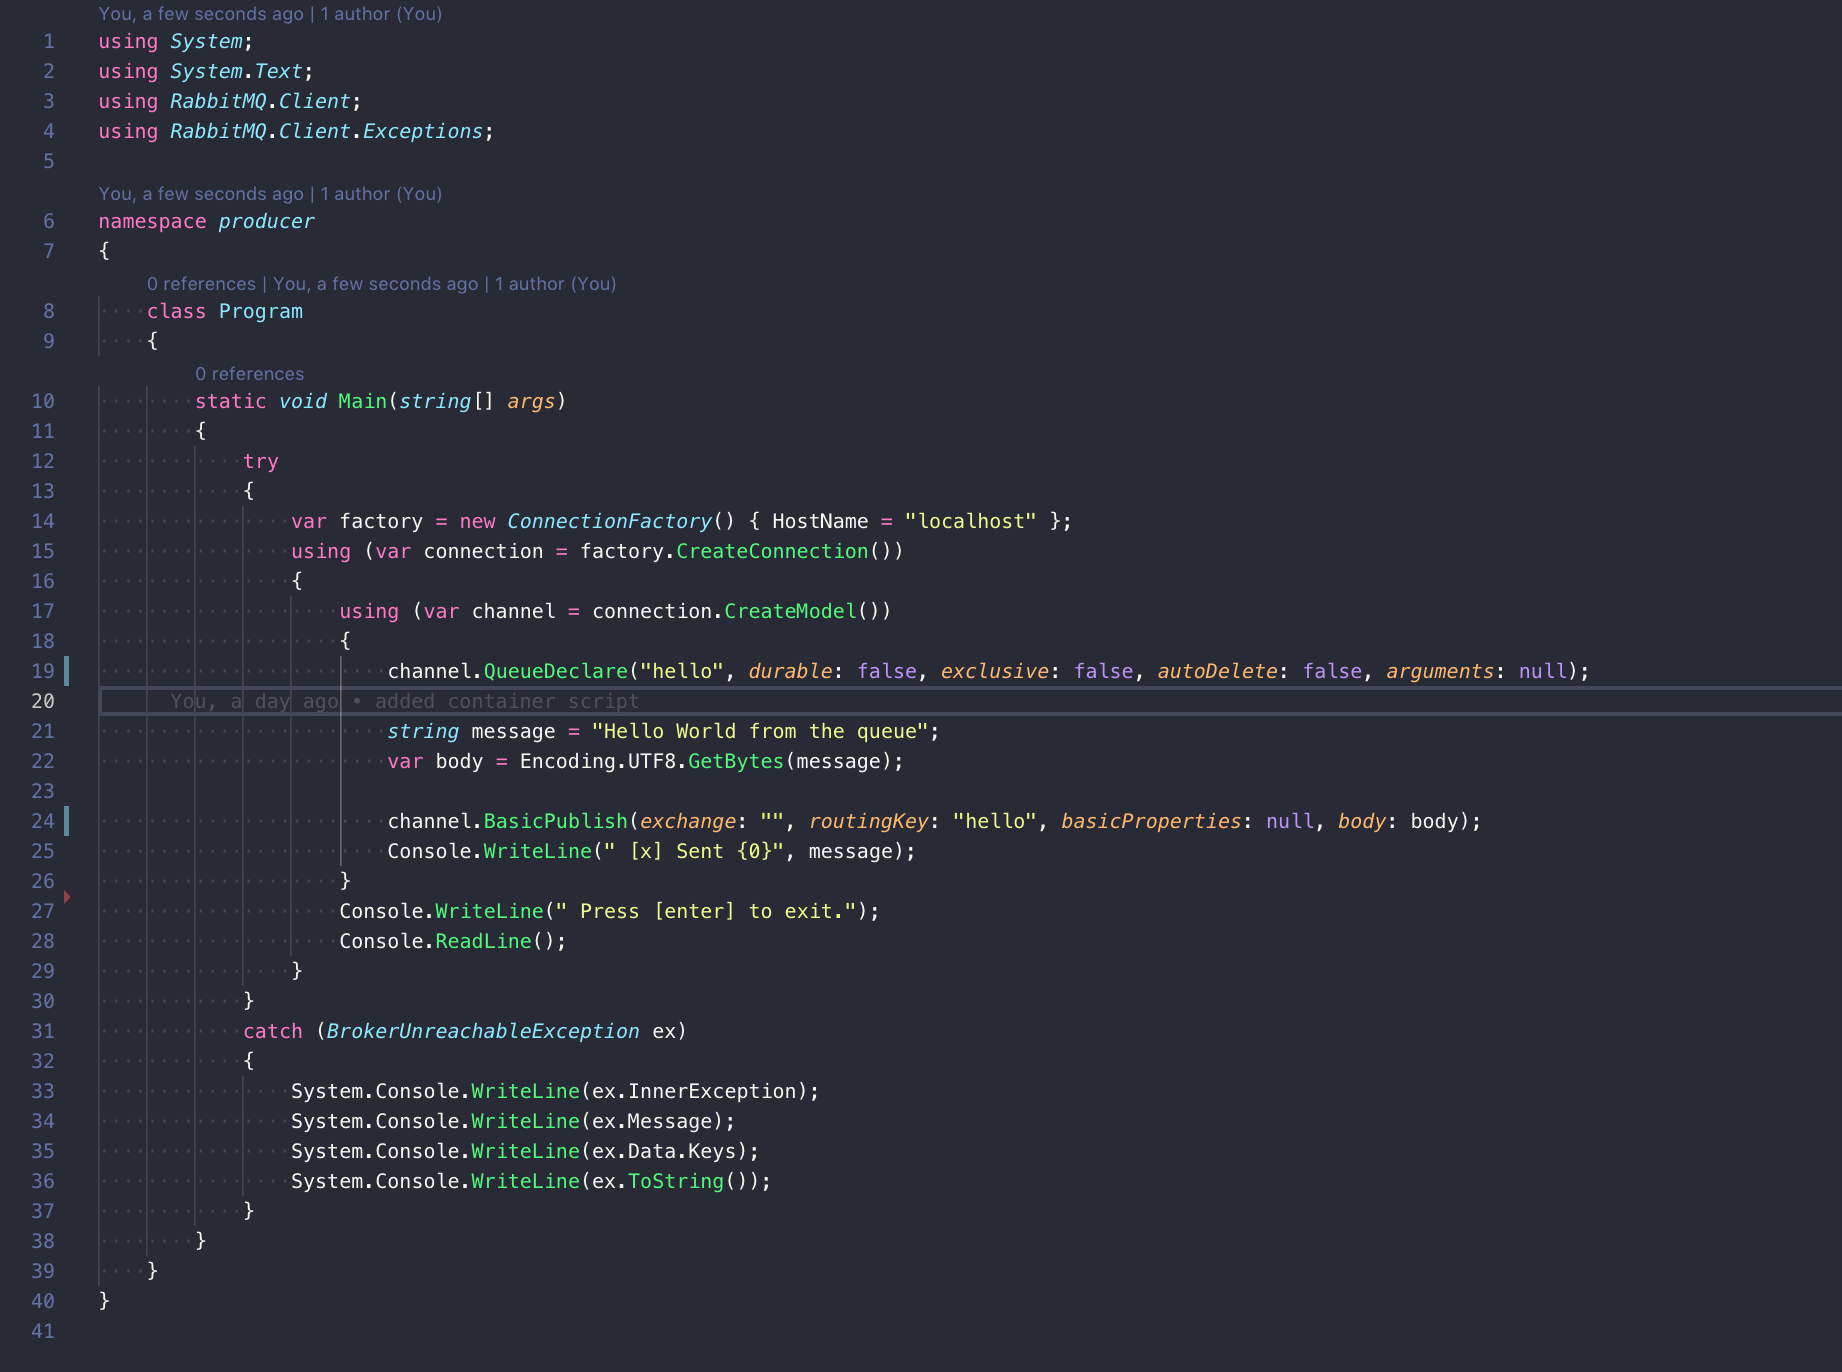 You, a few seconds ago | 1 author (You)
1 using System;
2 using System.Text;
3 using RabbitMQ.Client;
4 using RabbitMQ.Client.Exceptions;
5
You, a few seconds ago | 1 author (You)
6 namespace producer
7 {
0 references | You, a few seconds ago | 1 author (You)
8     class Program
9     {
0 references
10         static void Main(string[] args)
11         {
12             try
13             {
14                 var factory = new ConnectionFactory() { HostName = "localhost" };
15                 using (var connection = factory.CreateConnection())
16                 {
17                     using (var channel = connection.CreateModel())
18                     {
19                         channel.QueueDeclare("hello", durable: false, exclusive: false, autoDelete: false, arguments: null);
20       You, a day ago • added container script
21                         string message = "Hello World from the queue";
22                         var body = Encoding.UTF8.GetBytes(message);
23
24                         channel.BasicPublish(exchange: "", routingKey: "hello", basicProperties: null, body: body);
25                         Console.WriteLine(" [x] Sent {0}", message);
26                     }
27                     Console.WriteLine(" Press [enter] to exit.");
28                     Console.ReadLine();
29                 }
30             }
31             catch (BrokerUnreachableException ex)
32             {
33                 System.Console.WriteLine(ex.InnerException);
34                 System.Console.WriteLine(ex.Message);
35                 System.Console.WriteLine(ex.Data.Keys);
36                 System.Console.WriteLine(ex.ToString());
37             }
38         }
39     }
40 }
41